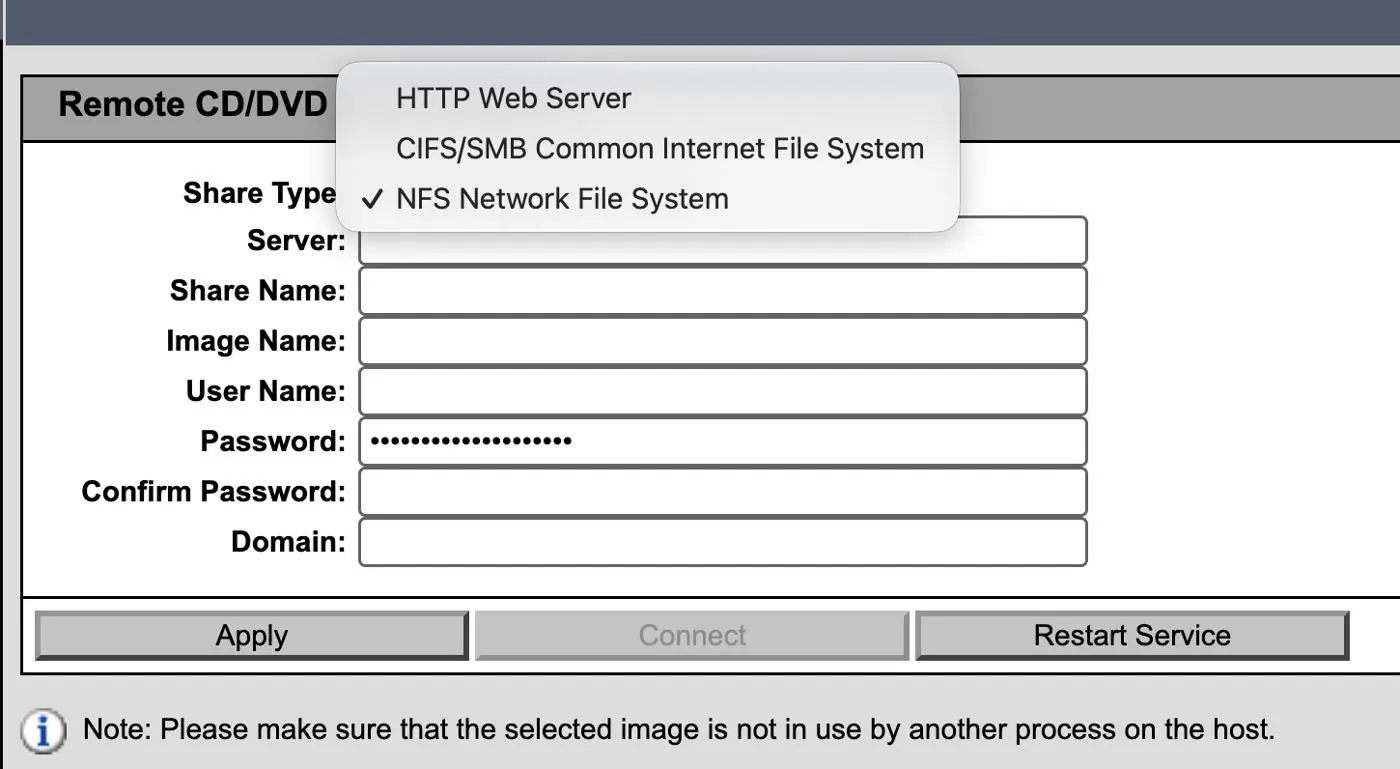 Remote CD/DVD
HTTP Web Server
CIFS/SMB Common Internet File System
Share Type
✓ NFS Network File System
Server:
Share Name:
Image Name:
User Name:
Password: ••••••••••••••••••••
Confirm Password:
Domain:
Apply Connect Restart Service
Note: Please make sure that the selected image is not in use by another process on the host.